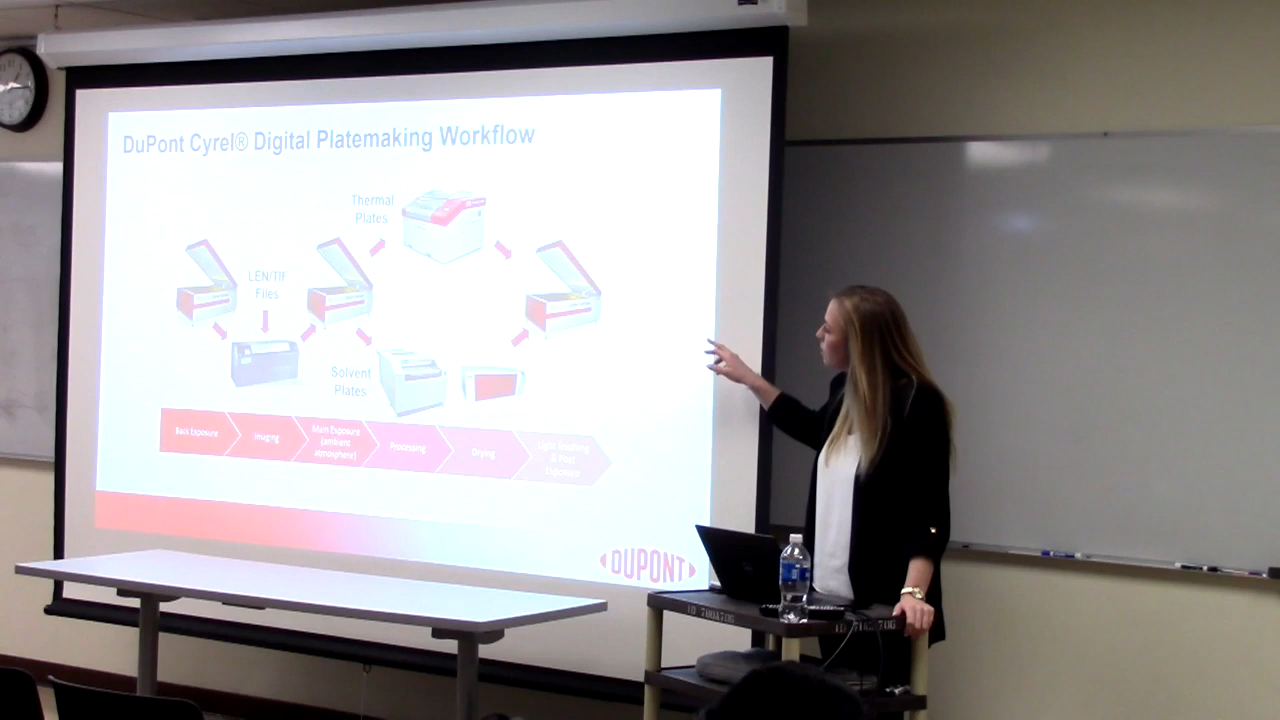 DuPont Cyrel® Digital Platemaking Workflow
Thermal
Plates
LEN/TIF
Files
Solvent
Plates
Back Exposure
Imaging
Main Exposure
(ambient
atmosphere)
Processing
Drying
Light Finishing
& Post
Exposure
DUPONT